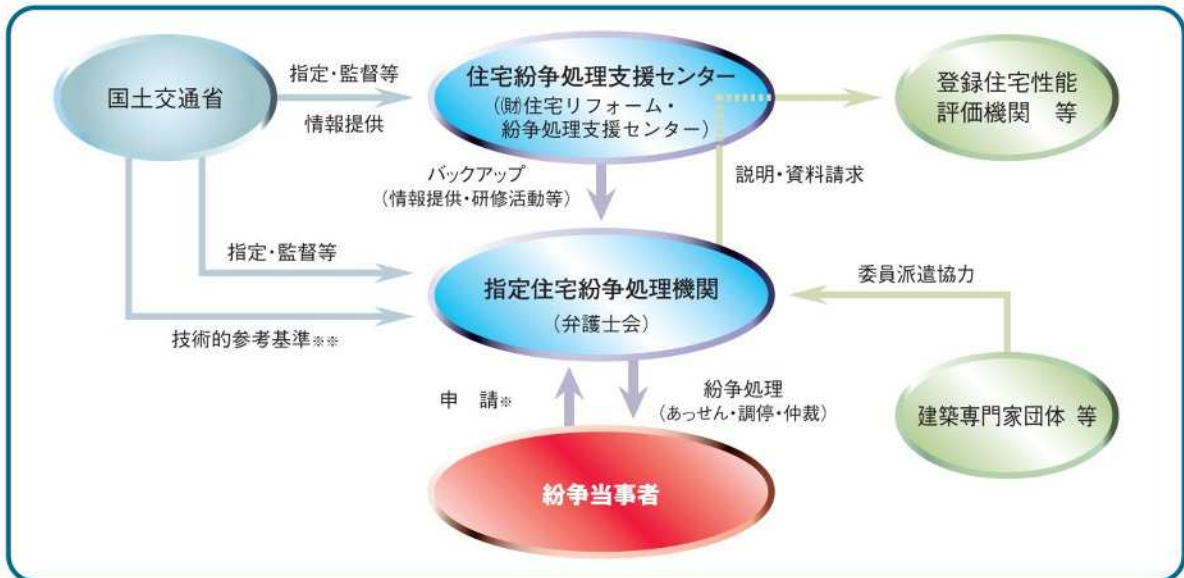 国土交通省
指定・監督等
情報提供
住宅紛争処理支援センター
（㈶住宅リフォーム・
紛争処理支援センター）
登録住宅性能
評価機関　等
バックアップ
（情報提供・研修活動等）
説明・資料請求
指定・監督等
指定住宅紛争処理機関
（弁護士会）
委員派遣協力
技術的参考基準※※
申　請※
紛争処理
（あっせん・調停・仲裁）
建築専門家団体 等
紛争当事者